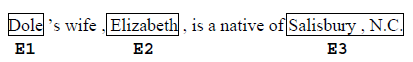 Dole 's wife , Elizabeth , is a native of Salisbury , N.C.
E1 E2 E3